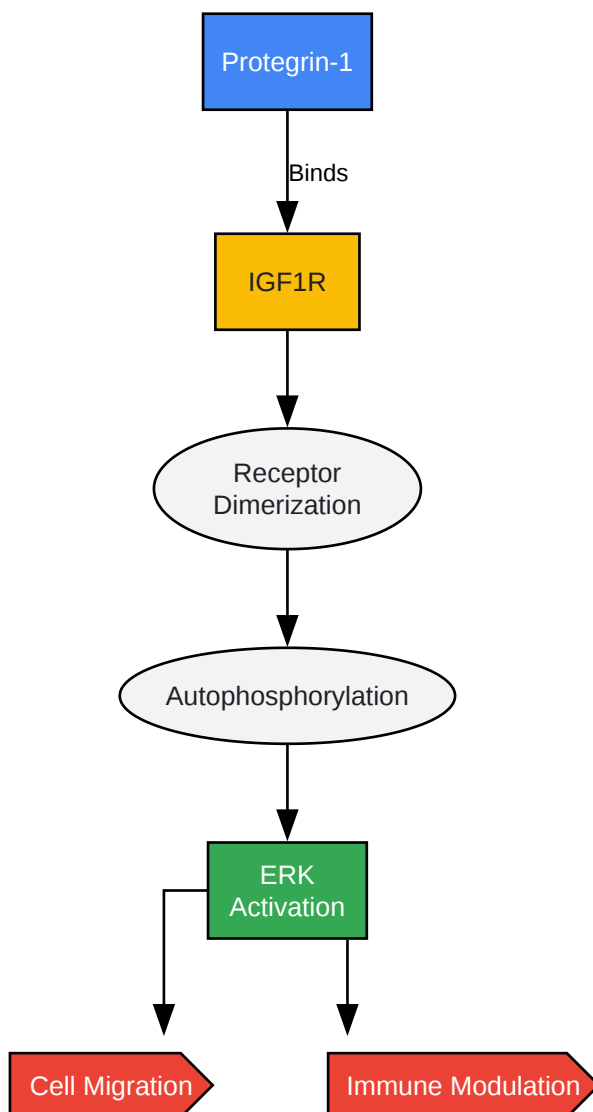 Protegrin-1
Binds
IGF1R
Receptor
Dimerization
Autophosphorylation
ERK
Activation
Cell Migration
Immune Modulation